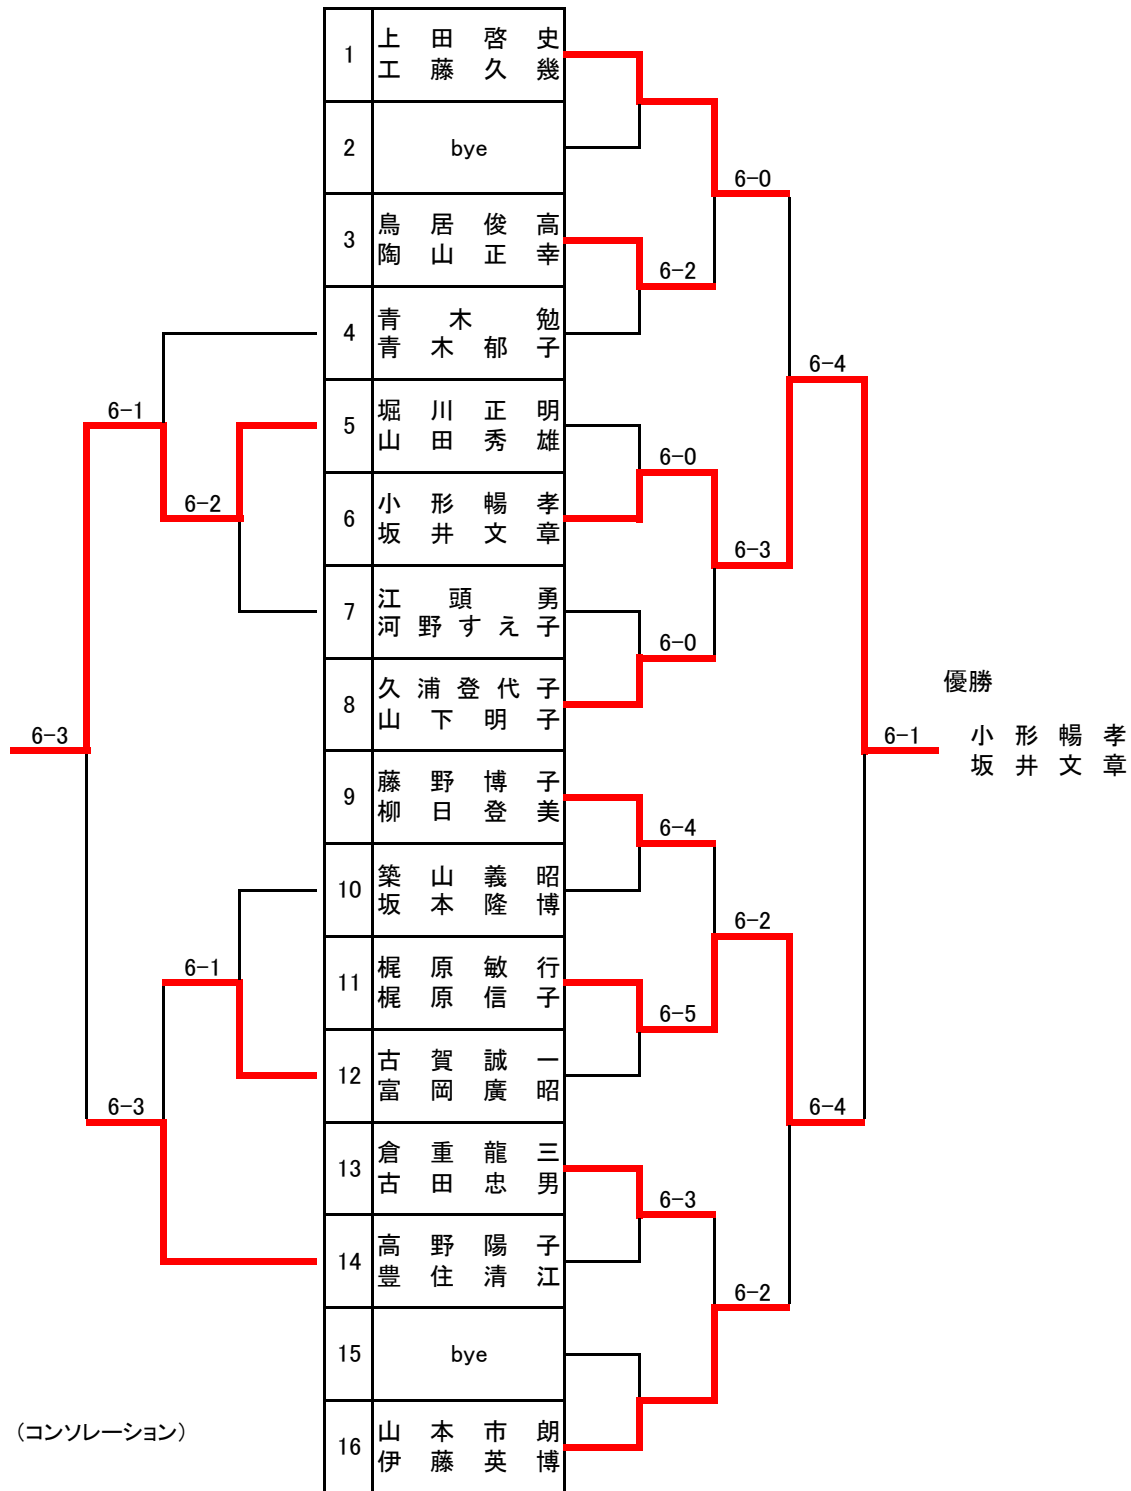 1
上田啓史
工藤久幾
2
bye
6-0
3
鳥居俊高
陶山正幸
6-2
4
青木勉
青木郁子
6-4
6-1
5
堀川正明
山田秀雄
6-0
6-2
6
小形暢孝
坂井文章
6-3
7
江頭勇
河野すえ子
6-0
8
久浦登代子
山下明子
優勝
6-3
6-1
小形暢孝
坂井文章
9
藤野博子
柳日登美
6-4
10
築山義昭
坂本隆博
6-2
6-1
11
梶原敏行
梶原信子
6-5
12
古賀誠一
富岡廣昭
6-3
6-4
13
倉重龍三
古田忠男
6-3
14
高野陽子
豊住清江
6-2
15
bye
(コンソレーション)
16
山本市朗
伊藤英博